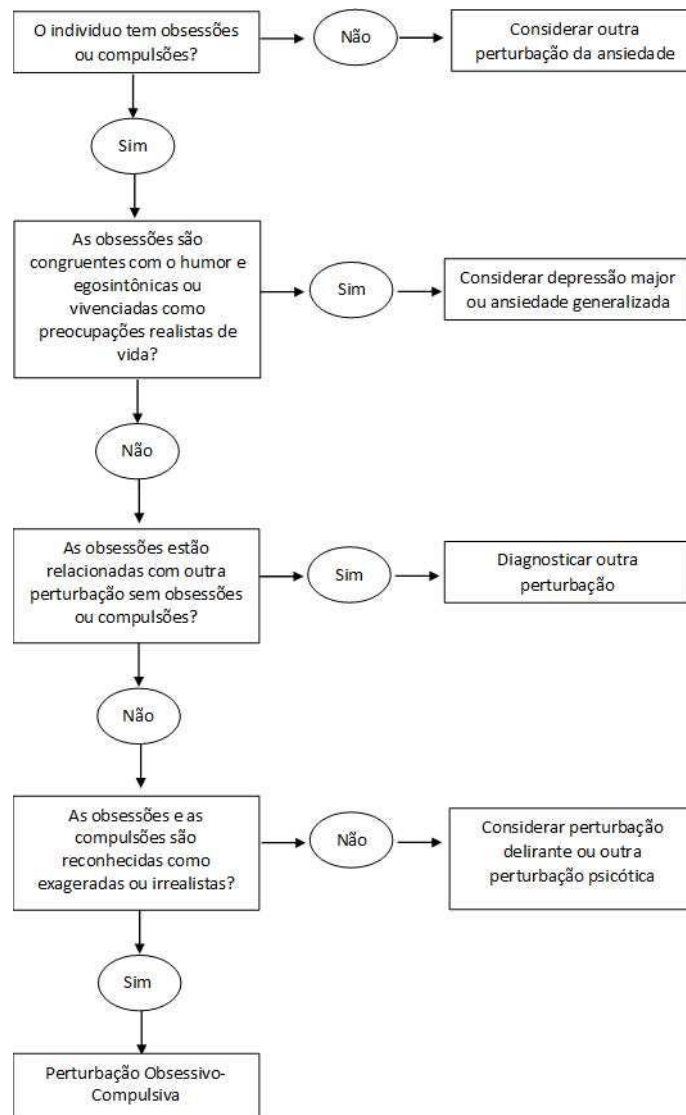 O individuo tem obsessões
ou compulsões?
Não
Considerar outra
perturbação da ansiedade
Sim
As obsessões são
congruentes com o humor e
egosintônicas ou
vivenciadas como
preocupações realistas de
vida?
Sim
Considerar depressão major
ou ansiedade generalizada
Não
As obsessões estão
relacionadas com outra
perturbação sem obsessões
ou compulsões?
Sim
Diagnosticar outra
perturbação
Não
As obsessões e as
compulsões são
reconhecidas como
exageradas ou irrealistas?
Não
Considerar perturbação
delirante ou outra
perturbação psicótica
Sim
Perturbação Obsessivo-
Compulsiva